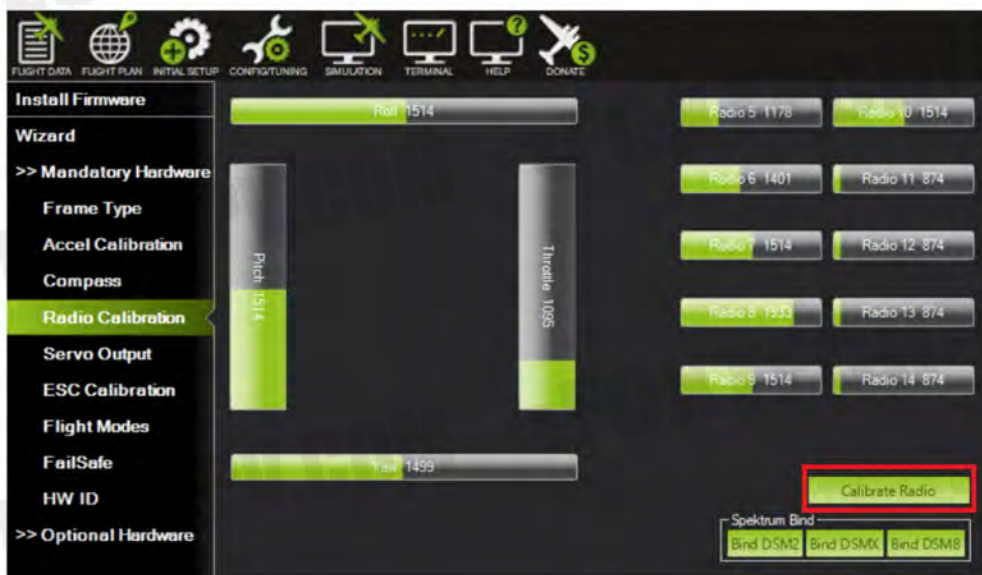 FLIGHT DATA FLIGHT PLAN INITIAL SETUP CONFIG/TUNING SIMULATION TERMINAL HELP DONATE
Install Firmware
Wizard
>> Mandatory Hardware
Frame Type
Accel Calibration
Compass
Radio Calibration
Servo Output
ESC Calibration
Flight Modes
FailSafe
HW ID
>> Optional Hardware
Roll 1514
Pitch 1514
Throttle 1095
Yaw 1499
Radio 5 1178
Radio 10 1514
Radio 6 1401
Radio 11 874
Radio 7 1514
Radio 12 874
Radio 8 1933
Radio 13 874
Radio 9 1514
Radio 14 874
Calibrate Radio
Spektrum Bind
Bind DSM2 Bind DSMX Bind DSM8